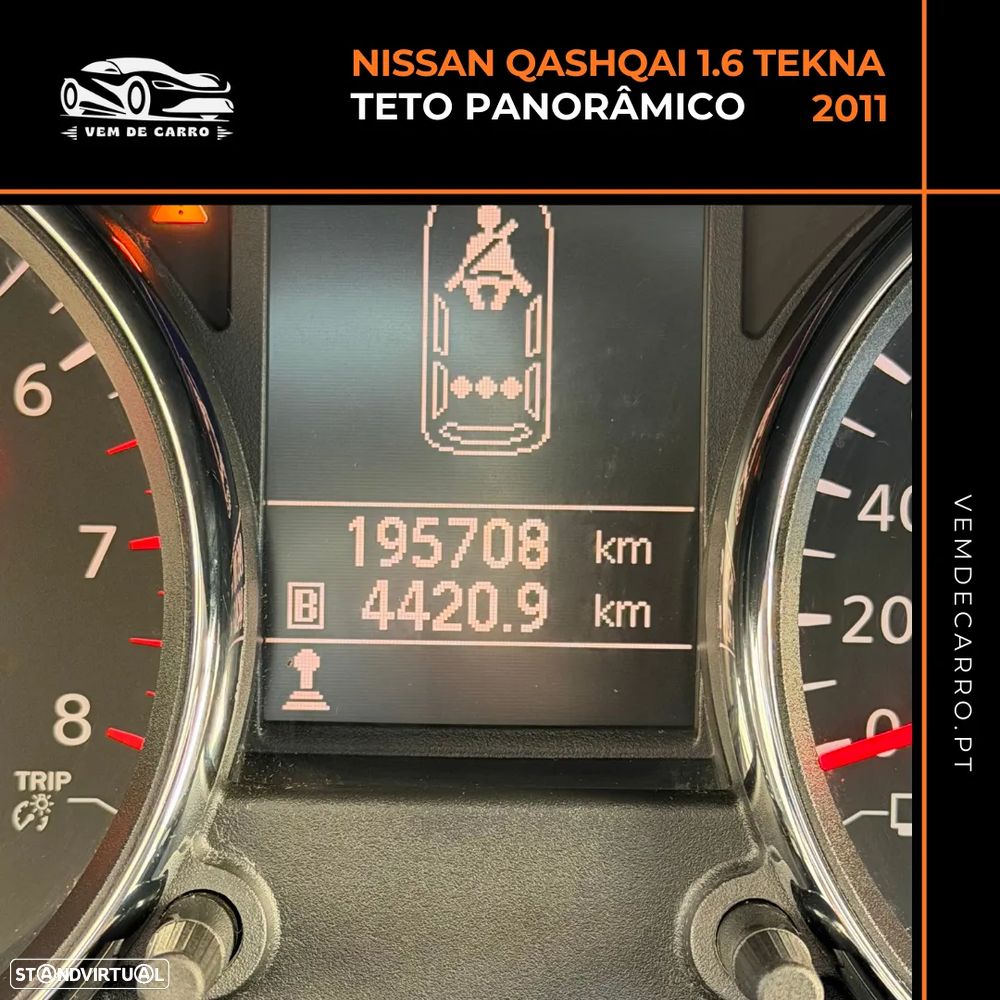 NISSAN QASHQAI 1.6 TEKNA
TETO PANORÂMICO 2011
VEM DE CARRO
6
7
8
TRIP
195708 km
B 4420.9 km
40
20
0
VEMDECARRO.PT
STANDVIRTUAL